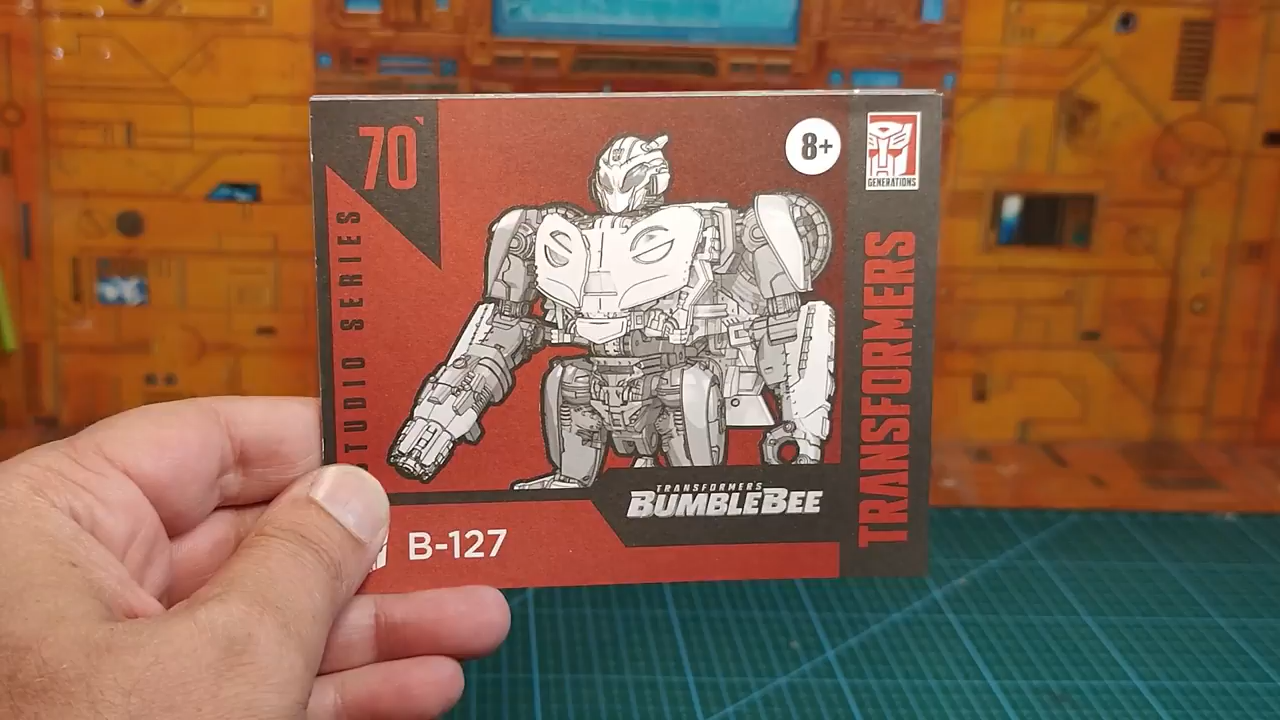 70
STUDIO SERIES
8+
GENERATIONS
TRANSFORMERS
TRANSFORMERS
BUMBLEBEE
B-127